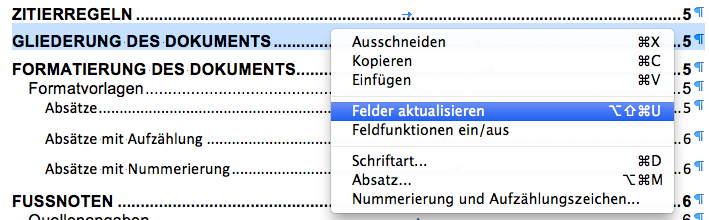 ZITIERREGELN → 5 ¶
GLIEDERUNG DES DOKUMENTS 5 ¶
FORMATIERUNG DES DOKUMENTS 5 ¶
Formatvorlagen 5 ¶
Absätze 5 ¶
Absätze mit Aufzählung 6 ¶
Absätze mit Nummerierung 6 ¶
FUSSNOTEN 6 ¶
Quellenangaben 6 ¶
Ausschneiden ⌘X
Kopieren ⌘C
Einfügen ⌘V
Felder aktualisieren ⌥⇧⌘U
Feldfunktionen ein/aus
Schriftart... ⌘D
Absatz... ⌥⌘M
Nummerierung und Aufzählungszeichen...